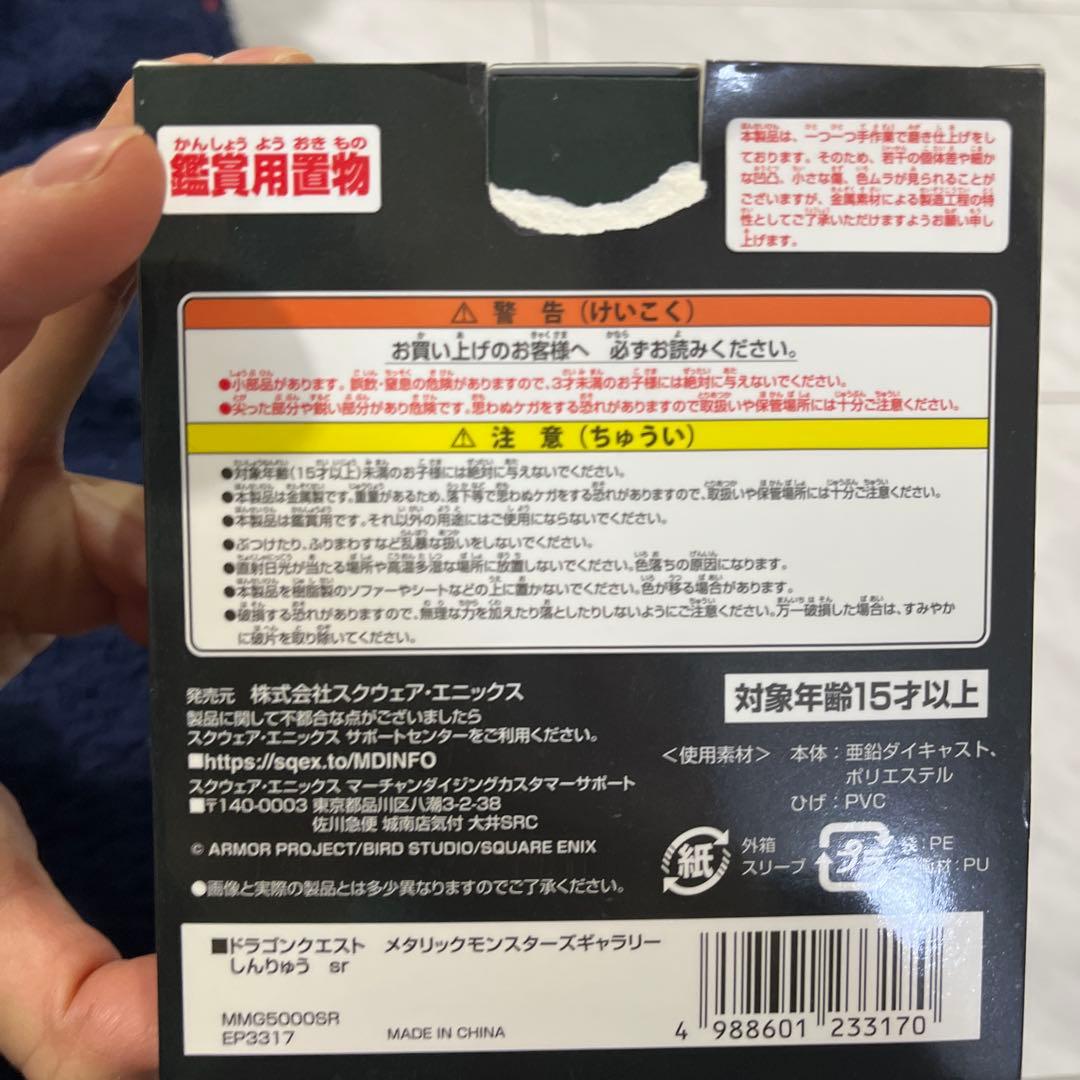 かんしょう よう おき もの
鑑賞用置物
本製品は、一つ一つ手作業で磨き仕上げをし
ております。そのため、若干の個体差や細か
な凹凸、小さな傷、色ムラが見られることが
ございますが、金属素材による製造工程の特
性としてご了承いただけますようお願い申し
上げます。
⚠ 警 告 (けいこく)
お買い上げのお客様へ 必ずお読みください。
●小部品があります。誤飲・窒息の危険がありますので、3才未満のお子様には絶対に与えないでください。
●尖った部分や鋭い部分があり危険です。思わぬケガをする恐れがありますので取扱いや保管場所には十分ご注意ください。
⚠ 注 意 (ちゅうい)
●対象年齢(15才以上)未満のお子様には絶対に与えないでください。
●本製品は金属製です。重量があるため、落下等で思わぬケガをする恐れがありますので、取扱いや保管場所には十分ご注意ください。
●本製品は鑑賞用です。それ以外の用途にはご使用にならないでください。
●ぶつけたり、ふりまわすなど乱暴な扱いをしないでください。
●直射日光が当たる場所や高温多湿な場所に放置しないでください。色落ちの原因になります。
●本製品を樹脂製のソファーやシートなどの上に置かないでください。色が移る場合があります。
●破損する恐れがありますので、無理な力を加えたり落としたりしないようにご注意ください。万一破損した場合は、すみやか
に破片を取り除いてください。
発売元 株式会社スクウェア・エニックス
製品に関して不都合な点がございましたら
スクウェア・エニックス サポートセンターをご利用ください。
■https://sqex.to/MDINFO
スクウェア・エニックス マーチャンダイジングカスタマーサポート
■〒140-0003 東京都品川区八潮3-2-38
佐川急便 城南店気付 大井SRC
© ARMOR PROJECT/BIRD STUDIO/SQUARE ENIX
●画像と実際の製品とは多少異なりますのでご了承ください。
対象年齢15才以上
<使用素材> 本体:亜鉛ダイキャスト、
ポリエステル
ひげ:PVC
紙
外箱
スリーブ
プラ
袋:PE
:PU
■ドラゴンクエスト メタリックモンスターズギャラリー
しんりゅう sr
MMG5000SR
EP3317
MADE IN CHINA
4 988601 233170